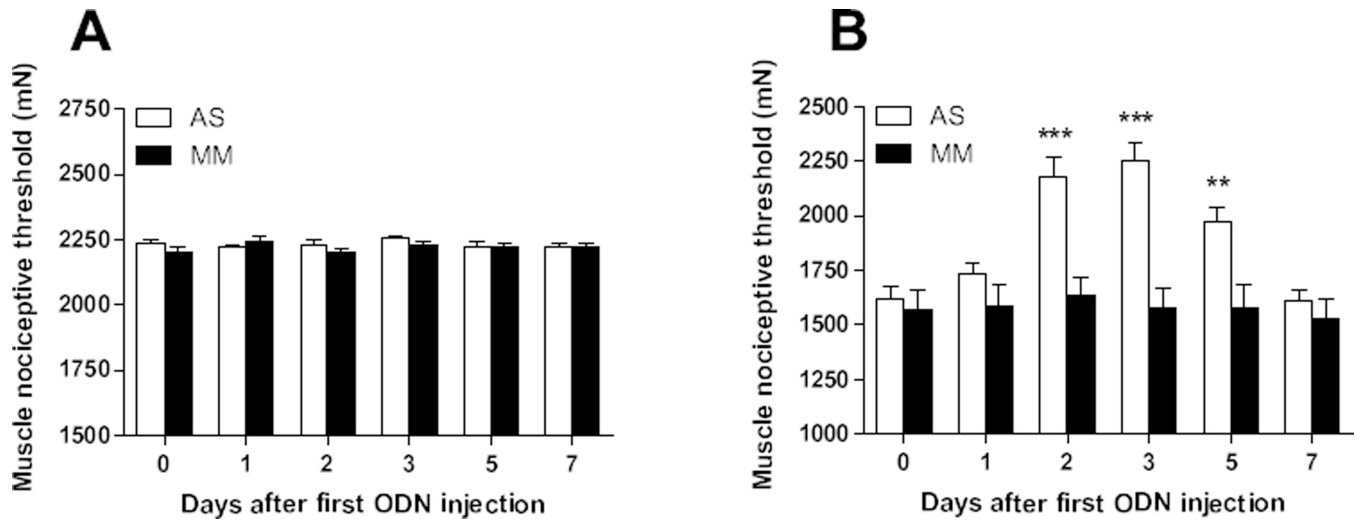 A
Muscle nociceptive threshold (mN)
2750
2500
2250
2000
1750
1500
AS
MM
0 1 2 3 5 7
Days after first ODN injection
B
Muscle nociceptive threshold (mN)
2500
2250
2000
1750
1500
1250
1000
AS
MM
***
***
**
0 1 2 3 5 7
Days after first ODN injection